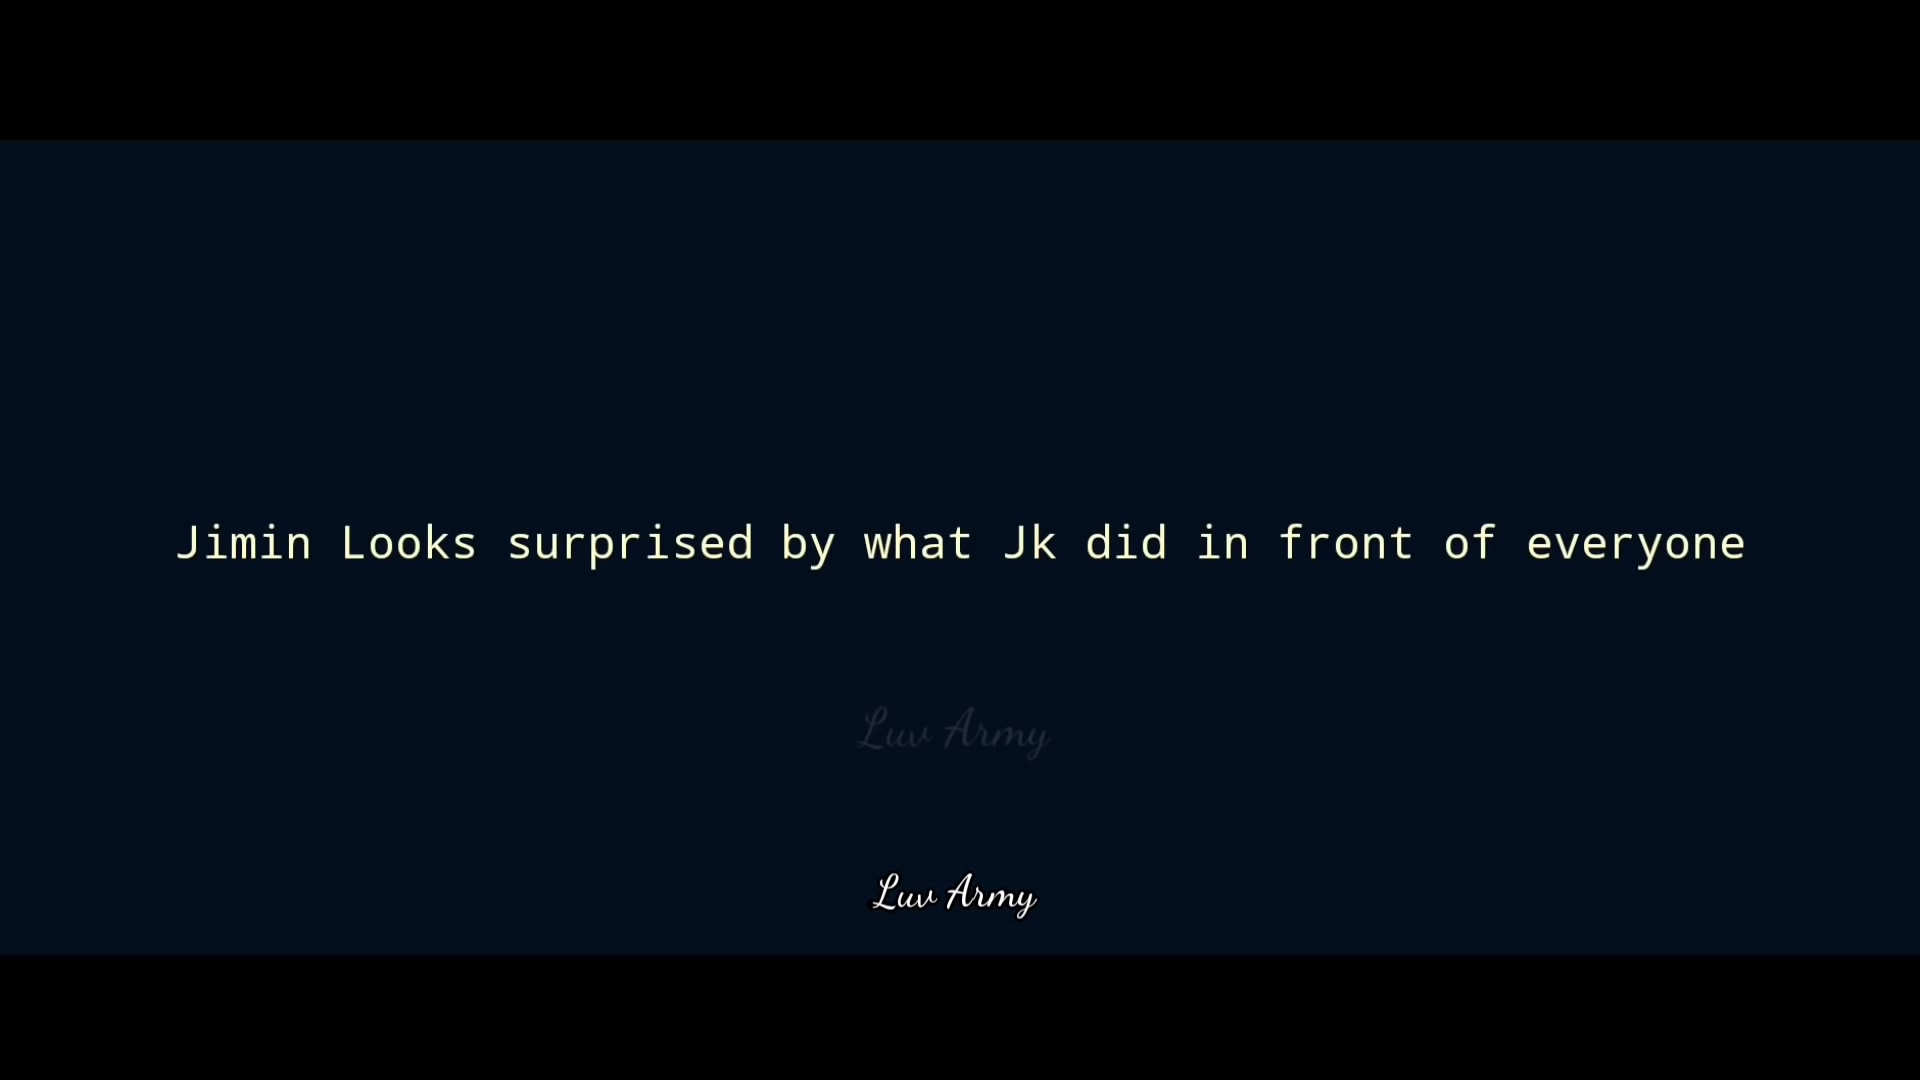 Jimin Looks surprised by what Jk did in front of everyone
Luv Army
Luv Army